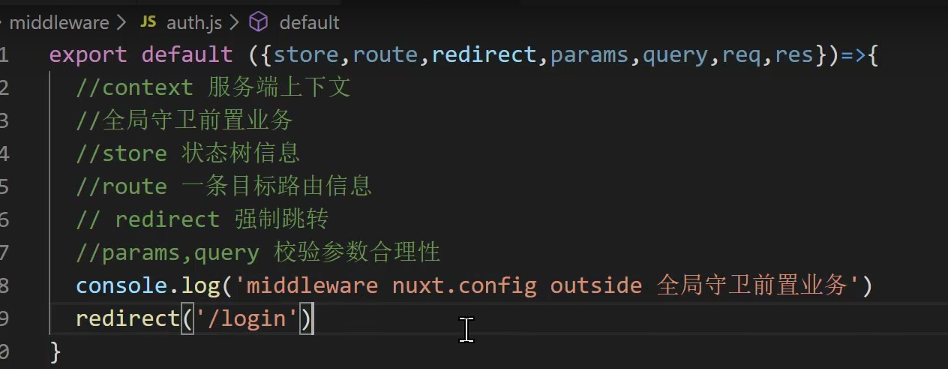 middleware > JS auth.js > default
1 export default ({store,route,redirect,params,query,req,res})=>{
2 //context 服务端上下文
3 //全局守卫前置业务
4 //store 状态树信息
5 //route 一条目标路由信息
6 // redirect 强制跳转
7 //params,query 校验参数合理性
8 console.log('middleware nuxt.config outside 全局守卫前置业务')
9 redirect('/login')
0 }